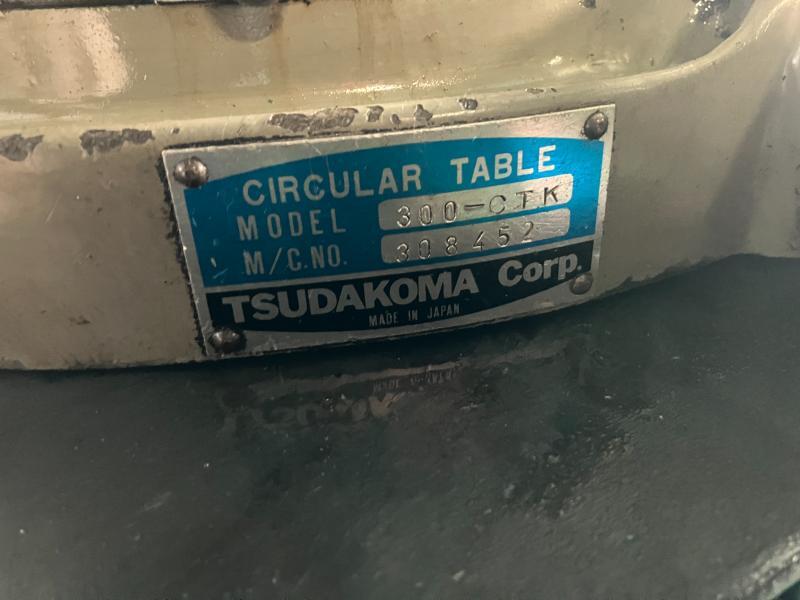 CIRCULAR TABLE
MODEL 300-CTK
M/C.NO. 308452
TSUDAKOMA Corp.
MADE IN JAPAN